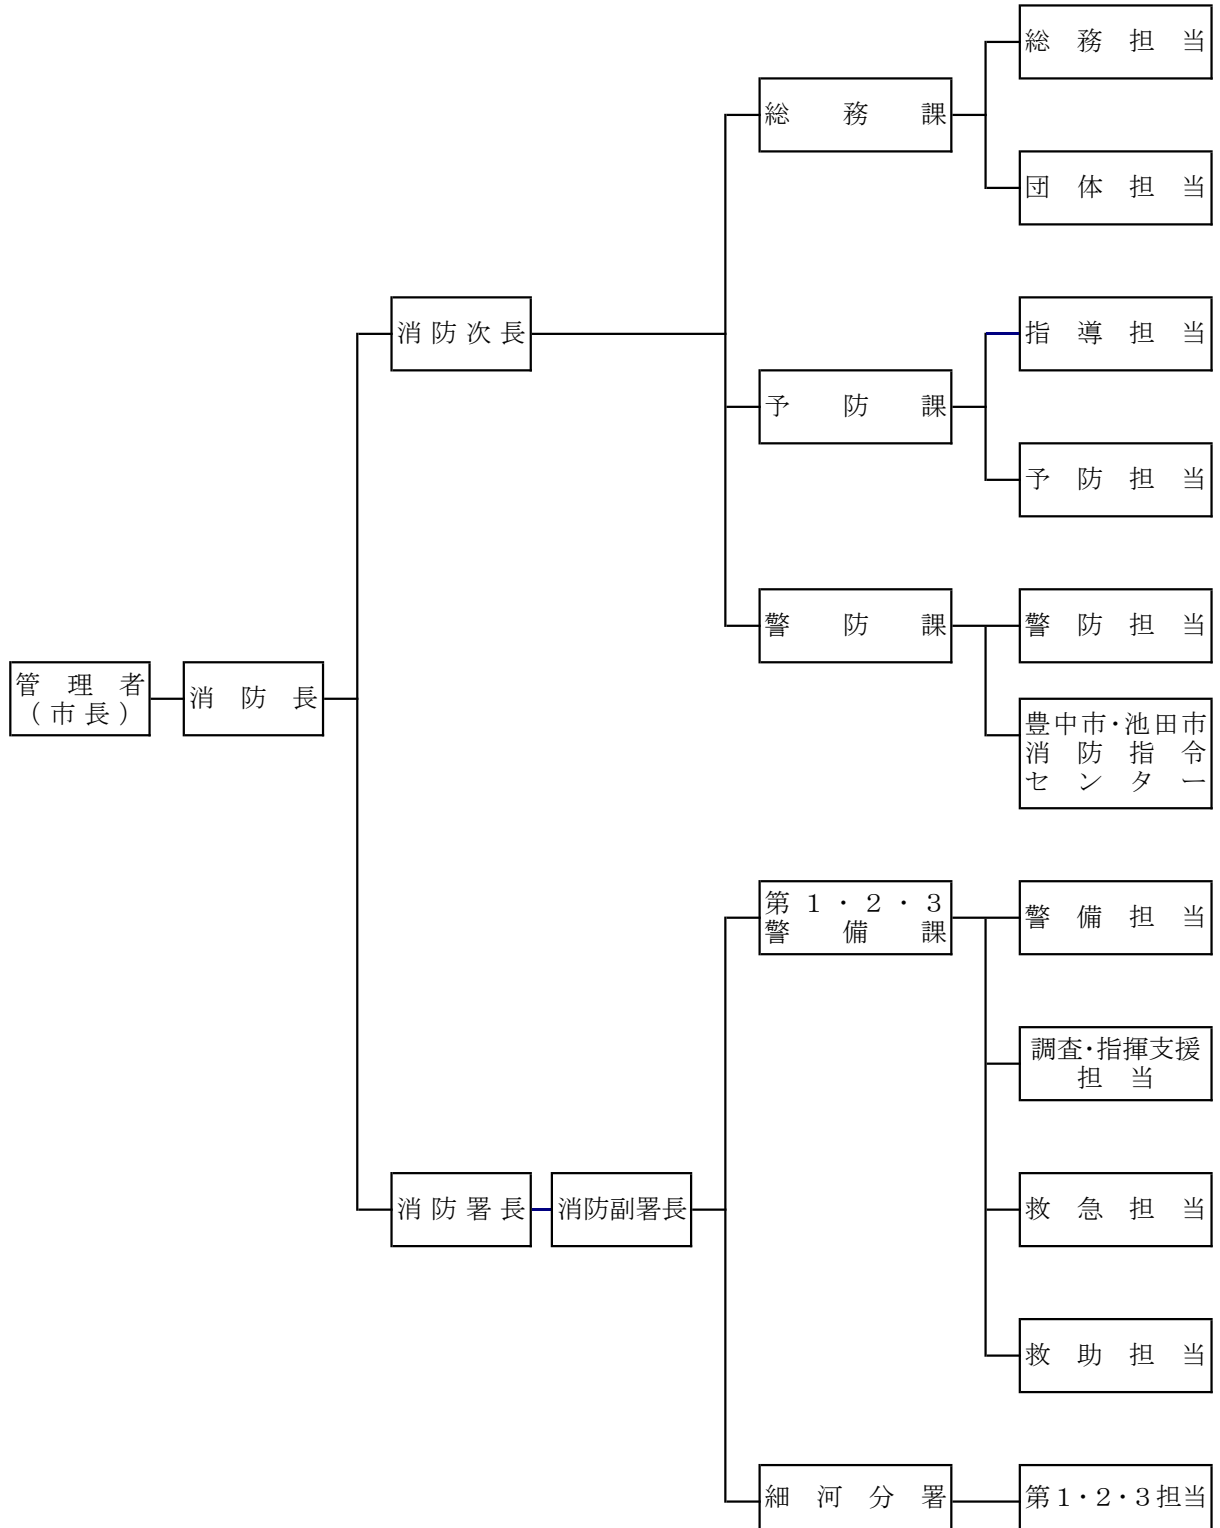 総務担当
総務課
団体担当
消防次長
指導担当
予防課
予防担当
警防課
警防担当
管理者
(市長)
消防長
豊中市・池田市
消防指令
センター
第1・2・3
警備課
警備担当
調査・指揮支援
担当
消防署長
消防副署長
救急担当
救助担当
細河分署
第1・2・3担当